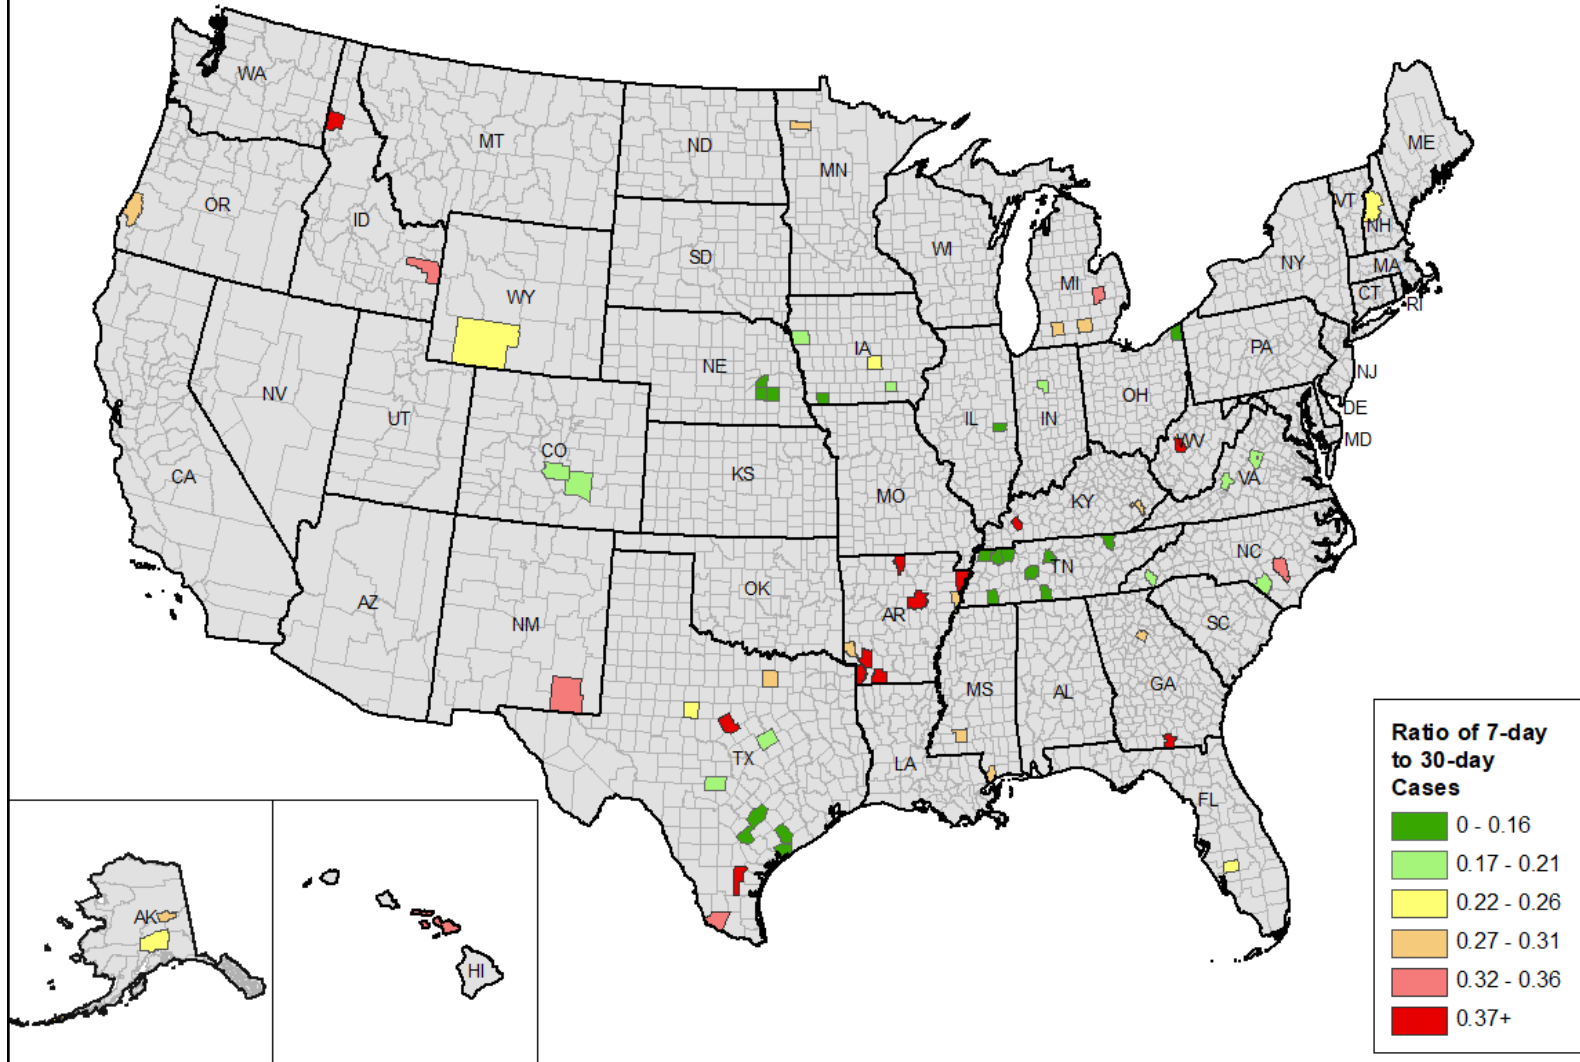 WA
MT
ND
MN
ME
OR
ID
VT
NH
WI
SD
MI
NY
MA
WY
CT
RI
IA
PA
NE
NJ
NV
UT
IL
IN
OH
DE
CO
WV
MD
CA
KS
VA
MO
KY
NC
TN
OK
AZ
AR
NM
SC
MS
AL
GA
TX
LA
FL
AK
HI
Ratio of 7-day
to 30-day
Cases
0 - 0.16
0.17 - 0.21
0.22 - 0.26
0.27 - 0.31
0.32 - 0.36
0.37+